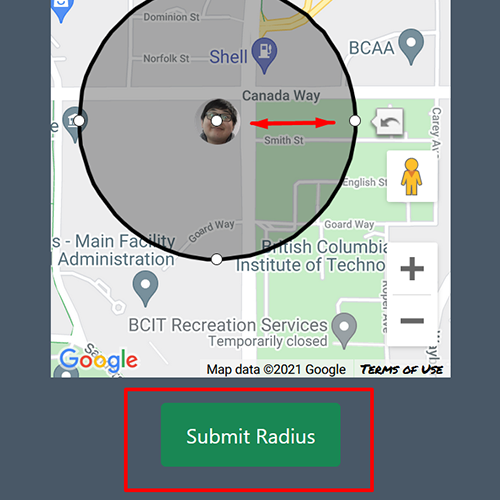 Dominion St
Norfolk St
Shell
BCAA
Canada Way
Carey Ave
Smith St
English St
Goard Way
Goard Way
s - Main Facility
Administration
British Columbia
Institute of Techno
Roper Ave
BCIT Recreation Services
Temporarily closed
Google
Map data ©2021 Google
Terms of Use
Submit Radius